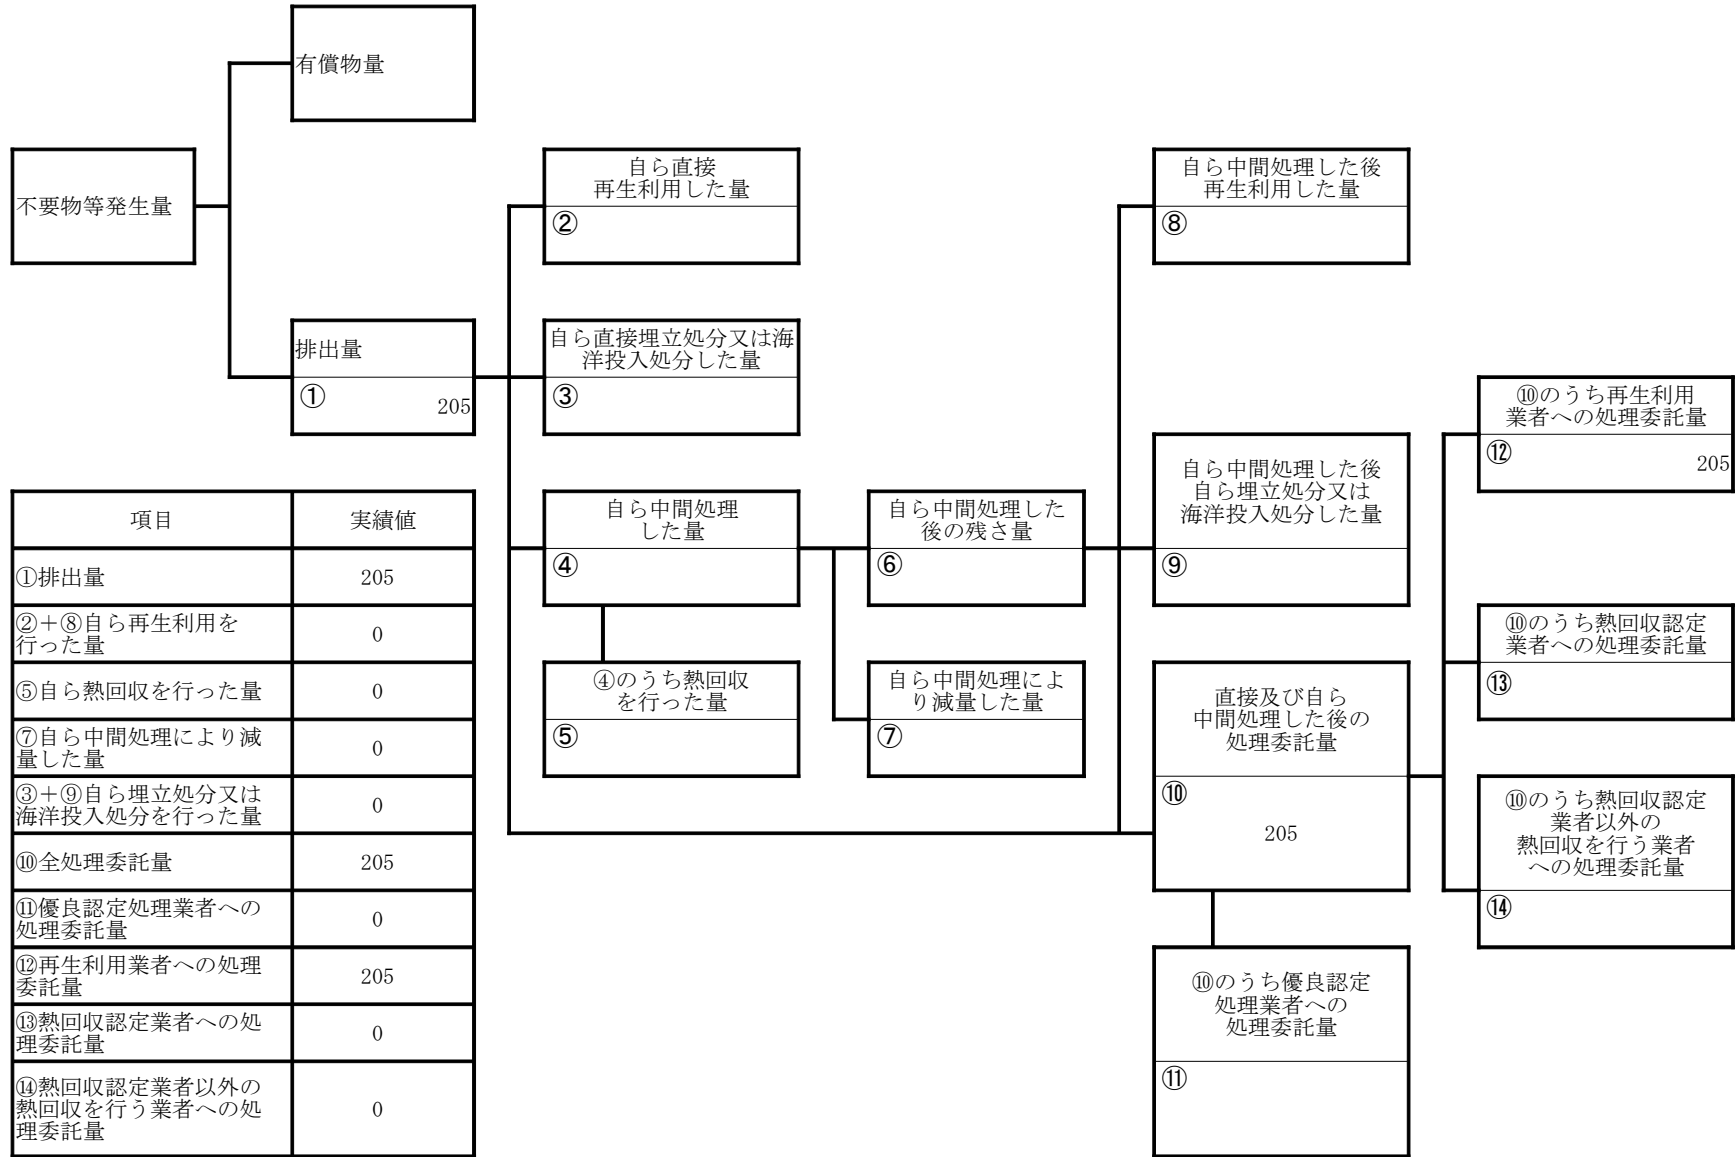 有償物量
不要物等発生量
自ら直接
再生利用した量
②
自ら中間処理した後
再生利用した量
⑧
排出量
①
205
自ら直接埋立処分又は海
洋投入処分した量
③
⑩のうち再生利用
業者への処理委託量
⑫
205
自ら中間処理
した量
④
自ら中間処理した
後の残さ量
⑥
自ら中間処理した後
自ら埋立処分又は
海洋投入処分した量
⑨
⑩のうち熱回収認定
業者への処理委託量
⑬
④のうち熱回収
を行った量
⑤
自ら中間処理によ
り減量した量
⑦
直接及び自ら
中間処理した後の
処理委託量
⑩
205
⑩のうち熱回収認定
業者以外の
熱回収を行う業者
への処理委託量
⑭
⑩のうち優良認定
処理業者への
処理委託量
⑪
項目 実績値
①排出量 205
②+⑧自ら再生利用を
行った量 0
⑤自ら熱回収を行った量 0
⑦自ら中間処理により減
量した量 0
③+⑨自ら埋立処分又は
海洋投入処分を行った量 0
⑩全処理委託量 205
⑪優良認定処理業者への
処理委託量 0
⑫再生利用業者への処理
委託量 205
⑬熱回収認定業者への処
理委託量 0
⑭熱回収認定業者以外の
熱回収を行う業者への処
理委託量 0